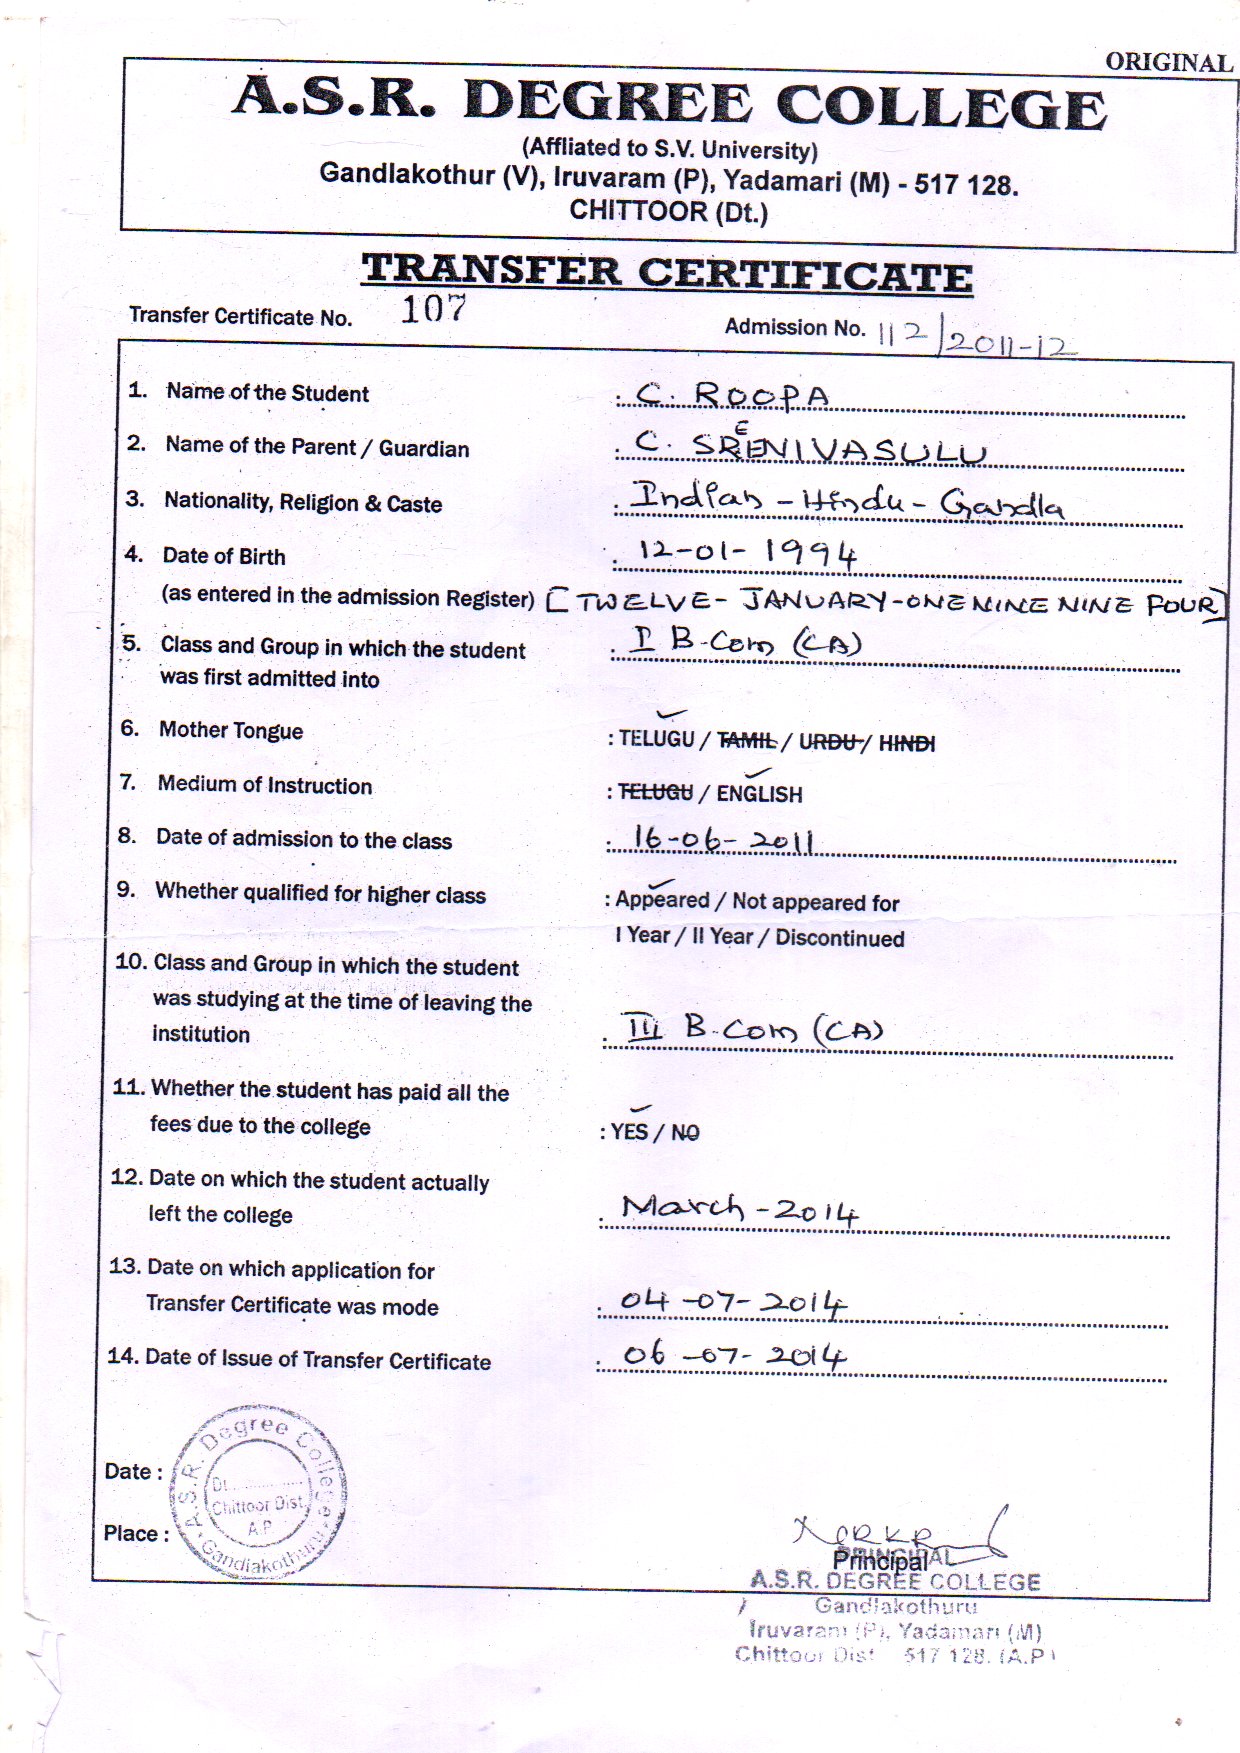 ORIGINAL
A.S.R. DEGREE COLLEGE
(Affliated to S.V. University)
Gandlakothur (V), Iruvaram (P), Yadamari (M) - 517 128.
CHITTOOR (Dt.)
TRANSFER CERTIFICATE
Transfer Certificate No. 107 Admission No. 112/2011-12
1. Name of the Student : C. ROOPA
2. Name of the Parent / Guardian : C. SREENIVASULU
3. Nationality, Religion & Caste : Indian - Hindu - Gandla
4. Date of Birth : 12-01-1994
(as entered in the admission Register) [TWELVE- JANUARY-ONE NINE NINE FOUR]
5. Class and Group in which the student : I B.Com (CA)
was first admitted into
6. Mother Tongue : TELUGU / TAMIL / URDU / HINDI
7. Medium of Instruction : TELUGU / ENGLISH
8. Date of admission to the class : 16-06-2011
9. Whether qualified for higher class : Appeared / Not appeared for
I Year / II Year / Discontinued
10. Class and Group in which the student
was studying at the time of leaving the
institution : III B.Com (CA)
11. Whether the student has paid all the
fees due to the college : YES / NO
12. Date on which the student actually
left the college : March-2014
13. Date on which application for
Transfer Certificate was mode : 04-07-2014
14. Date of Issue of Transfer Certificate : 06-07-2014
Date :
Place :
A.S.R. Degree College
Dt.
Chittoor Dist.
A.P
Gandlakothuru
Principal
PRINCIPAL
A.S.R. DEGREE COLLEGE
Gandlakothuru
Iruvaram (P), Yadamari (M)
Chittoor Dist 517 128. (A.P)